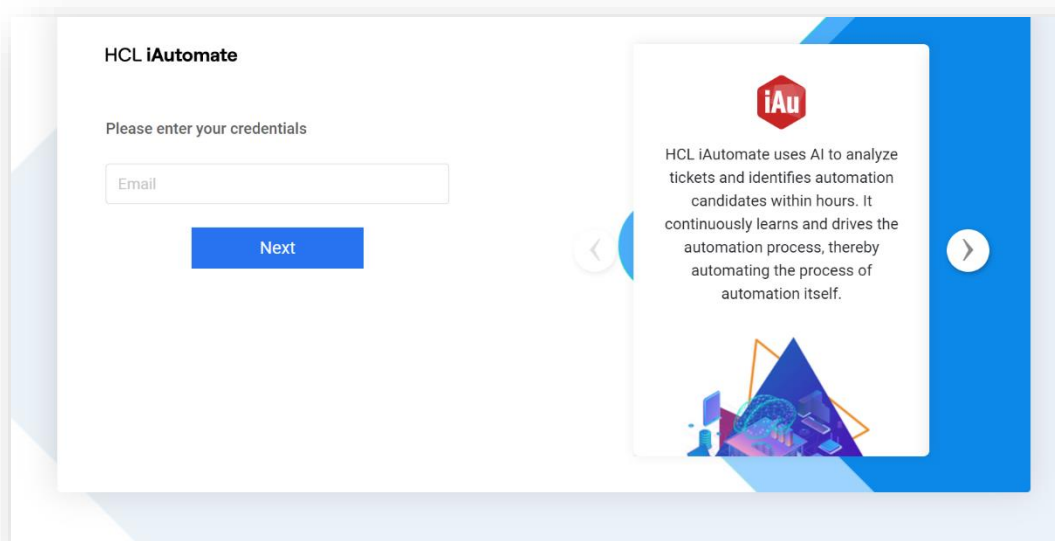 HCL iAutomate
Please enter your credentials
Email
Next
iAu
HCL iAutomate uses AI to analyze
tickets and identifies automation
candidates within hours. It
continuously learns and drives the
automation process, thereby
automating the process of
automation itself.